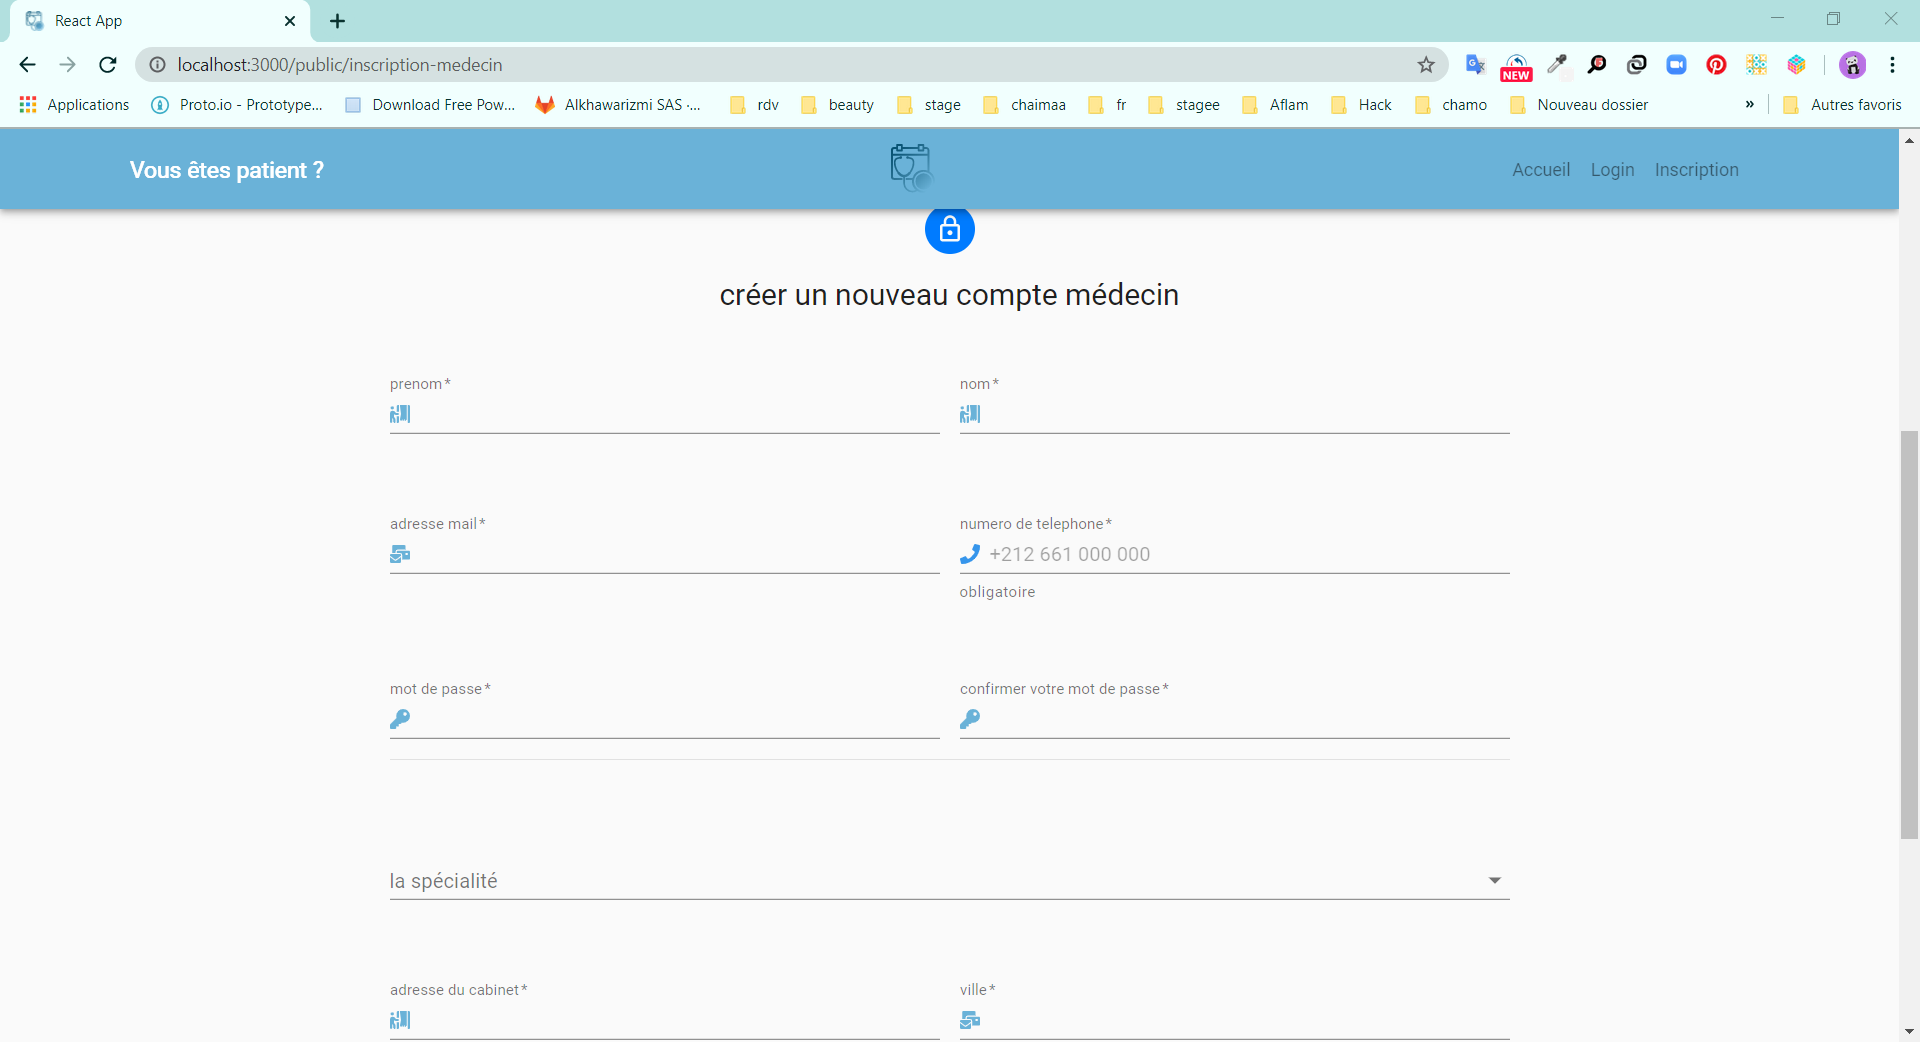 React App
localhost:3000/public/inscription-medecin
NEW
Applications Proto.io - Prototype... Download Free Pow... Alkhawarizmi SAS ·... rdv beauty stage chaimaa fr stagee Aflam Hack chamo Nouveau dossier » Autres favoris
Vous êtes patient ? Accueil Login Inscription
créer un nouveau compte médecin
prenom* nom*
adresse mail* numero de telephone*
+212 661 000 000
obligatoire
mot de passe* confirmer votre mot de passe*
la spécialité
adresse du cabinet* ville*